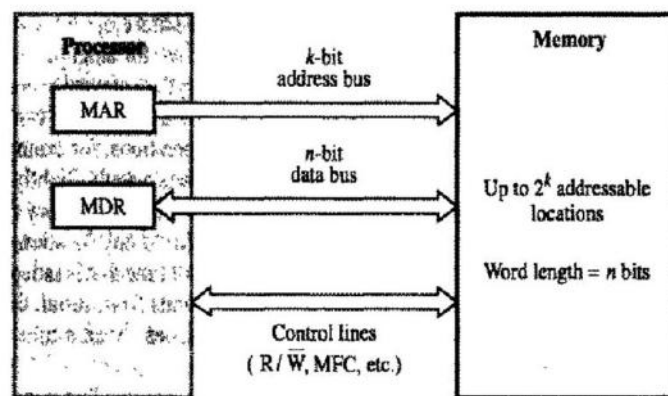 Processor
Memory
k-bit
address bus
MAR
n-bit
data bus
MDR
Up to 2^k addressable
locations
Word length = n bits
Control lines
( R / W̅, MFC, etc.)